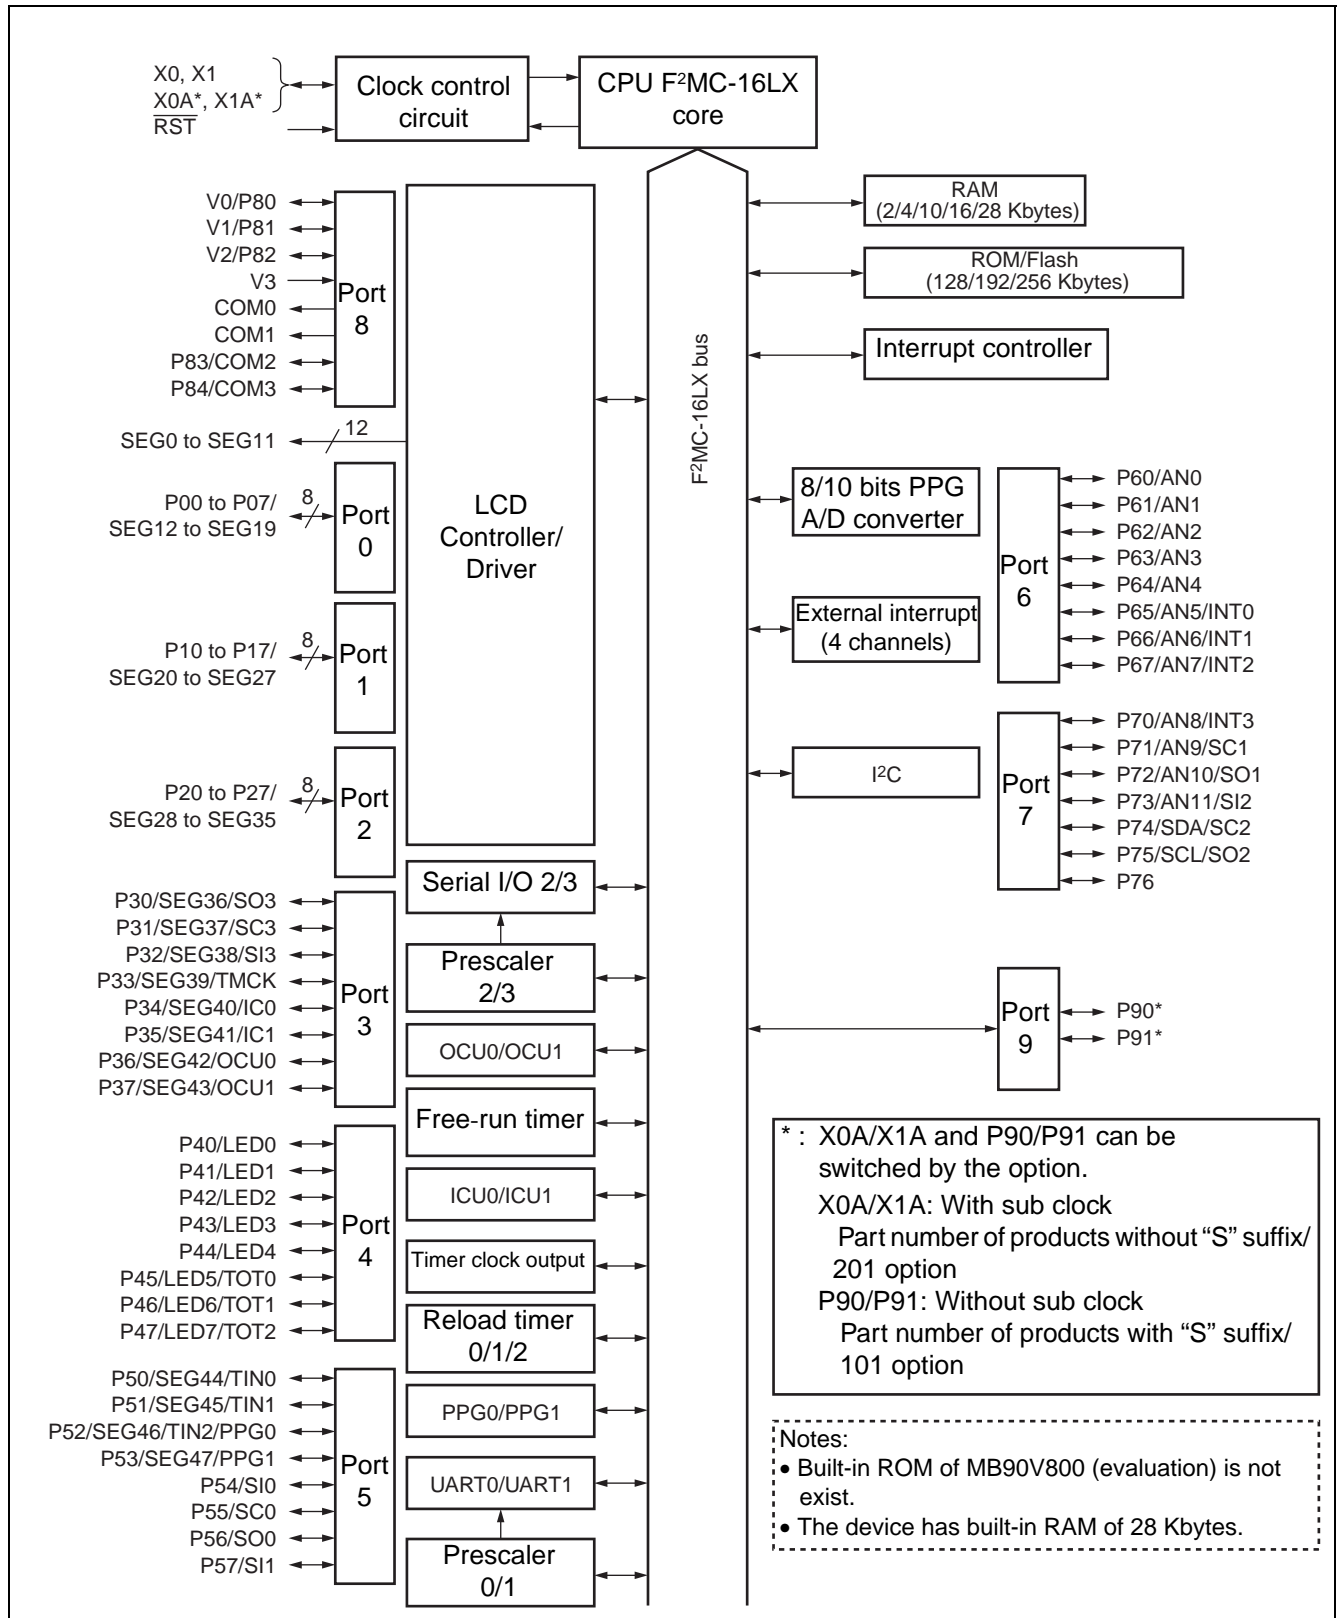 X0, X1
X0A*, X1A*
RST
Clock control
circuit
CPU F²MC-16LX
core
V0/P80
V1/P81
V2/P82
V3
COM0
COM1
P83/COM2
P84/COM3
Port
8
SEG0 to SEG11
12
P00 to P07/
SEG12 to SEG19
8
Port
0
P10 to P17/
SEG20 to SEG27
8
Port
1
P20 to P27/
SEG28 to SEG35
8
Port
2
LCD
Controller/
Driver
P30/SEG36/SO3
P31/SEG37/SC3
P32/SEG38/SI3
P33/SEG39/TMCK
P34/SEG40/IC0
P35/SEG41/IC1
P36/SEG42/OCU0
P37/SEG43/OCU1
Port
3
P40/LED0
P41/LED1
P42/LED2
P43/LED3
P44/LED4
P45/LED5/TOT0
P46/LED6/TOT1
P47/LED7/TOT2
Port
4
P50/SEG44/TIN0
P51/SEG45/TIN1
P52/SEG46/TIN2/PPG0
P53/SEG47/PPG1
P54/SI0
P55/SC0
P56/SO0
P57/SI1
Port
5
Serial I/O 2/3
Prescaler
2/3
OCU0/OCU1
Free-run timer
ICU0/ICU1
Timer clock output
Reload timer
0/1/2
PPG0/PPG1
UART0/UART1
Prescaler
0/1
F²MC-16LX bus
RAM
(2/4/10/16/28 Kbytes)
ROM/Flash
(128/192/256 Kbytes)
Interrupt controller
8/10 bits PPG
A/D converter
External interrupt
(4 channels)
Port
6
P60/AN0
P61/AN1
P62/AN2
P63/AN3
P64/AN4
P65/AN5/INT0
P66/AN6/INT1
P67/AN7/INT2
I²C
Port
7
P70/AN8/INT3
P71/AN9/SC1
P72/AN10/SO1
P73/AN11/SI2
P74/SDA/SC2
P75/SCL/SO2
P76
Port
9
P90*
P91*
* : X0A/X1A and P90/P91 can be
switched by the option.
X0A/X1A: With sub clock
Part number of products without “S” suffix/
201 option
P90/P91: Without sub clock
Part number of products with “S” suffix/
101 option
Notes:
• Built-in ROM of MB90V800 (evaluation) is not
exist.
• The device has built-in RAM of 28 Kbytes.